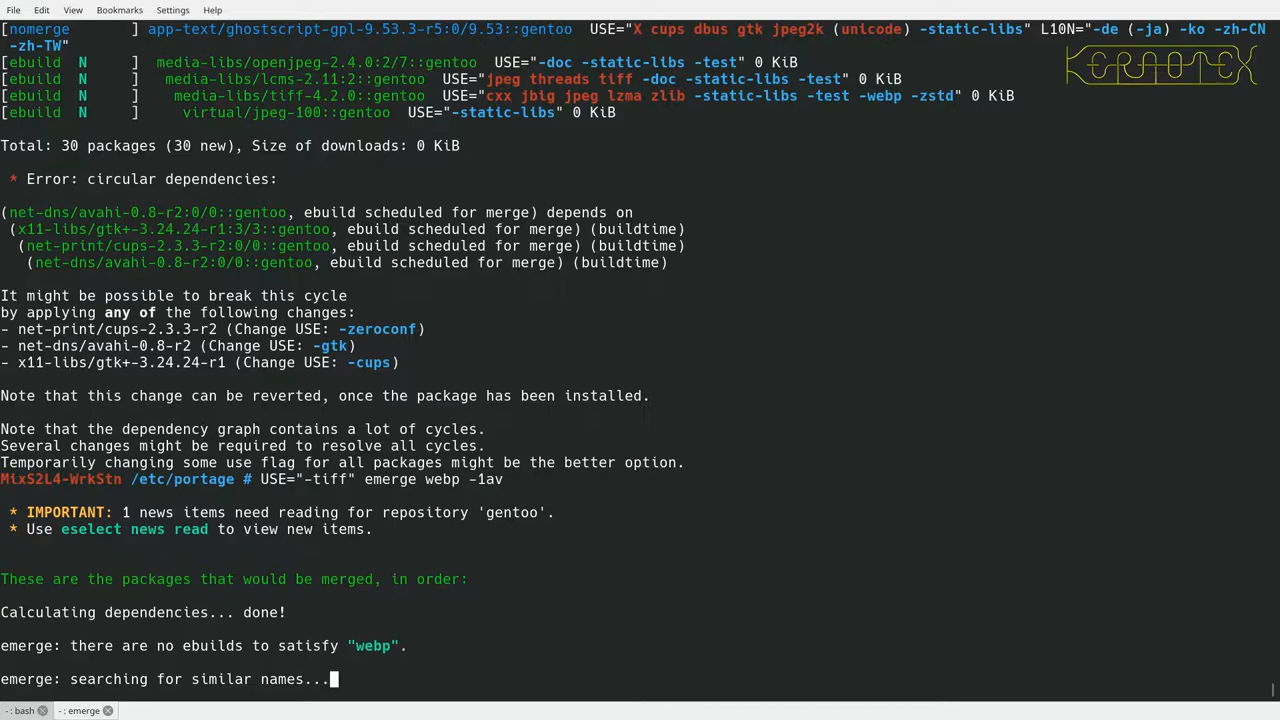 File Edit View Bookmarks Settings Help
[nomerge       ] app-text/ghostscript-gpl-9.53.3-r5:0/9.53::gentoo  USE="X cups dbus gtk jpeg2k (unicode) -static-libs" L10N="-de (-ja) -ko -zh-CN
 -zh-TW"
[ebuild  N     ]  media-libs/openjpeg-2.4.0:2/7::gentoo  USE="-doc -static-libs -test" 0 KiB
[ebuild  N     ]   media-libs/lcms-2.11:2::gentoo  USE="jpeg threads tiff -doc -static-libs -test" 0 KiB
[ebuild  N     ]    media-libs/tiff-4.2.0::gentoo  USE="cxx jbig jpeg lzma zlib -static-libs -test -webp -zstd" 0 KiB
[ebuild  N     ]     virtual/jpeg-100::gentoo  USE="-static-libs" 0 KiB
Total: 30 packages (30 new), Size of downloads: 0 KiB
 * Error: circular dependencies:
(net-dns/avahi-0.8-r2:0/0::gentoo, ebuild scheduled for merge) depends on
 (x11-libs/gtk+-3.24.24-r1:3/3::gentoo, ebuild scheduled for merge) (buildtime)
  (net-print/cups-2.3.3-r2:0/0::gentoo, ebuild scheduled for merge) (buildtime)
   (net-dns/avahi-0.8-r2:0/0::gentoo, ebuild scheduled for merge) (buildtime)
It might be possible to break this cycle
by applying any of the following changes:
- net-print/cups-2.3.3-r2 (Change USE: -zeroconf)
- net-dns/avahi-0.8-r2 (Change USE: -gtk)
- x11-libs/gtk+-3.24.24-r1 (Change USE: -cups)
Note that this change can be reverted, once the package has been installed.
Note that the dependency graph contains a lot of cycles.
Several changes might be required to resolve all cycles.
Temporarily changing some use flag for all packages might be the better option.
MixS2L4-WrkStn /etc/portage # USE="-tiff" emerge webp -1av
 * IMPORTANT: 1 news items need reading for repository 'gentoo'.
 * Use eselect news read to view new items.
These are the packages that would be merged, in order:
Calculating dependencies... done!
emerge: there are no ebuilds to satisfy "webp".
emerge: searching for similar names...
- : bash - : emerge